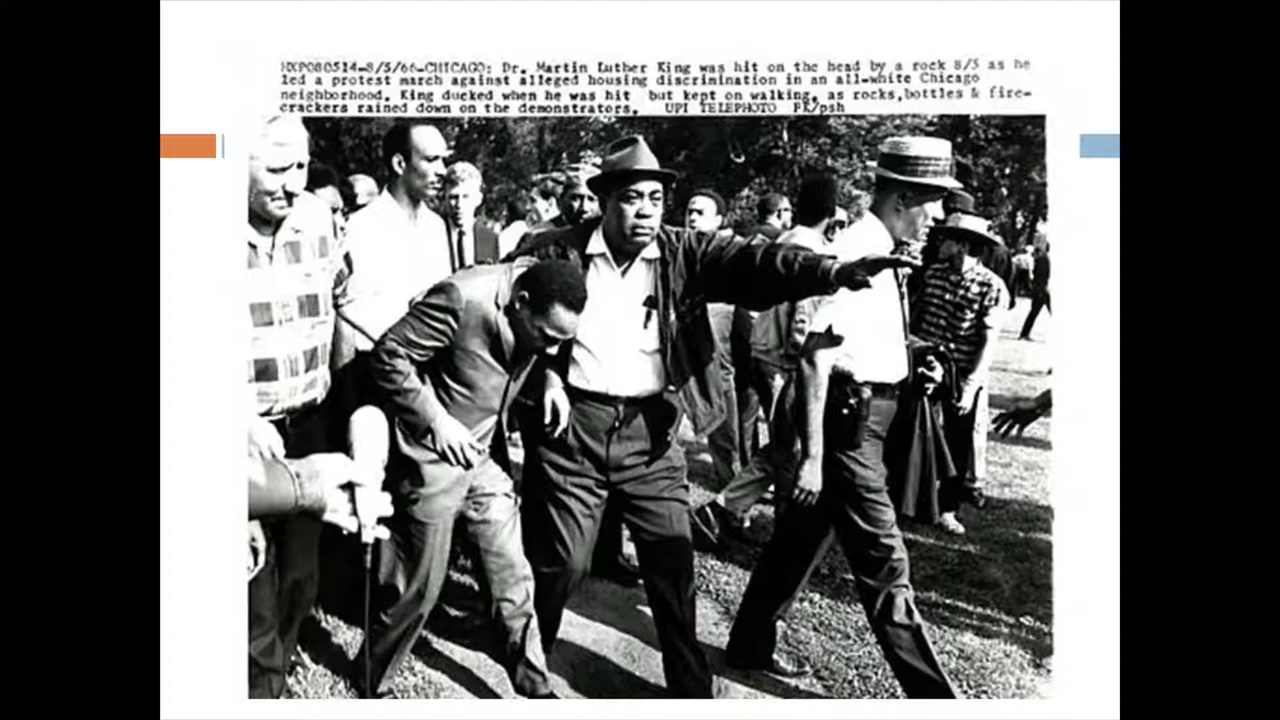 HXP080514-8/5/66-CHICAGO: Dr. Martin Luther King was hit on the head by a rock 8/5 as he
led a protest march against alleged housing discrimination in an all-white Chicago
neighborhood. King ducked when he was hit but kept on walking, as rocks,bottles & fire-
crackers rained down on the demonstrators. UPI TELEPHOTO PK/psh